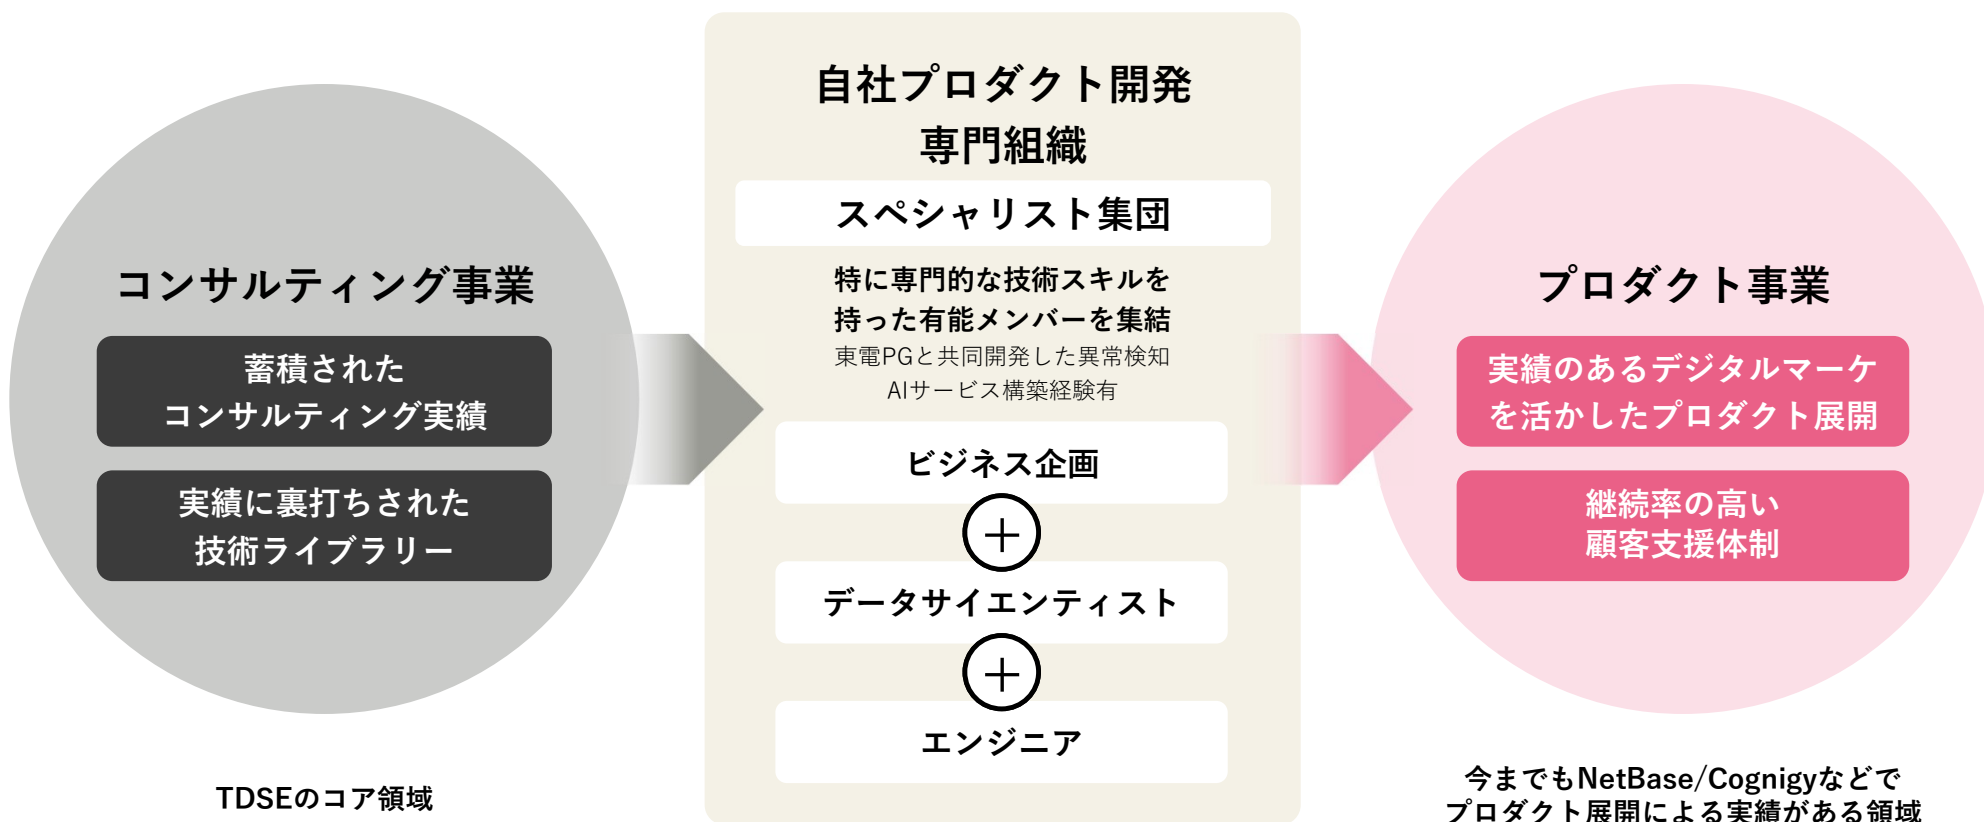 コンサルティング事業
蓄積された
コンサルティング実績
実績に裏打ちされた
技術ライブラリー
TDSEのコア領域
自社プロダクト開発
専門組織
スペシャリスト集団
特に専門的な技術スキルを
持った有能メンバーを集結
東電PGと共同開発した異常検知
AIサービス構築経験有
ビジネス企画
＋
データサイエンティスト
＋
エンジニア
プロダクト事業
実績のあるデジタルマーケ
を活かしたプロダクト展開
継続率の高い
顧客支援体制
今までもNetBase/Cognigyなどで
プロダクト展開による実績がある領域